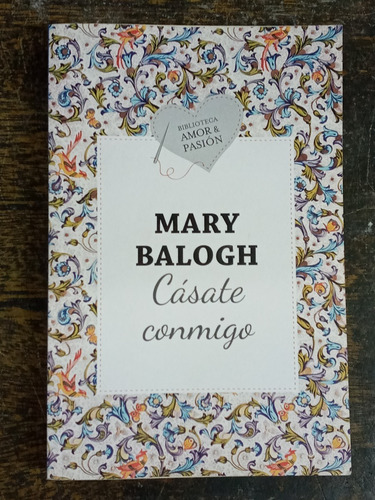 BIBLIOTECA
AMOR &
PASIÓN
MARY
BALOGH
Cásate
conmigo